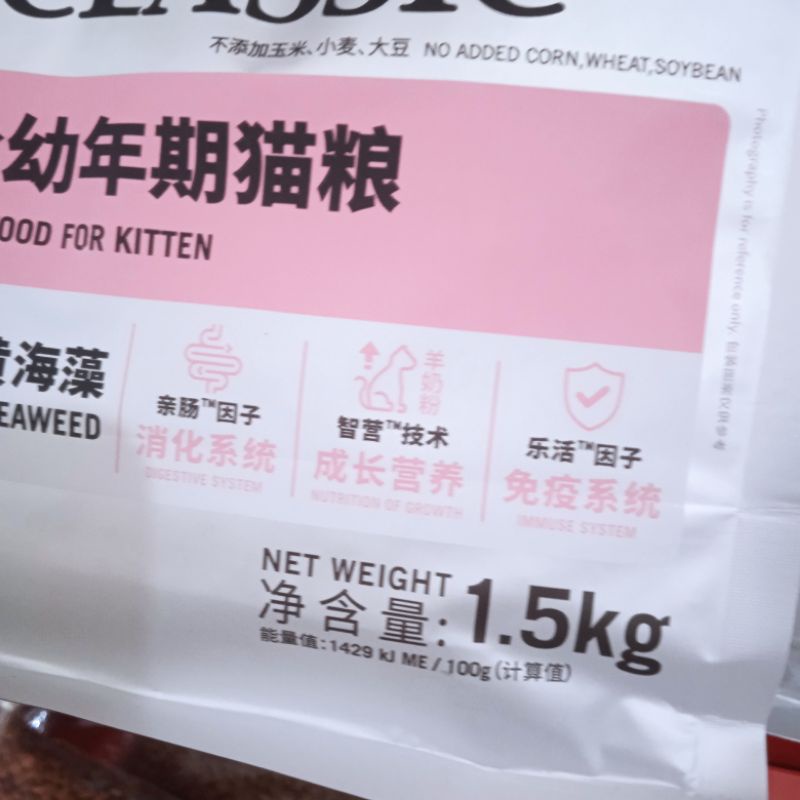 CLASSIC
不添加玉米、小麦、大豆 NO ADDED CORN,WHEAT,SOYBEAN
幼年期猫粮
OOD FOR KITTEN
黄海藻
EAWEED
亲肠™因子
消化系统
DIGESTIVE SYSTEM
羊奶粉
智营™技术
成长营养
NUTRITION OF GROWTH
乐活™因子
免疫系统
IMMUSE SYSTEM
Photography is for reference only.
NET WEIGHT
净含量: 1.5kg
能量值:1429 kJ ME / 100g(计算值)